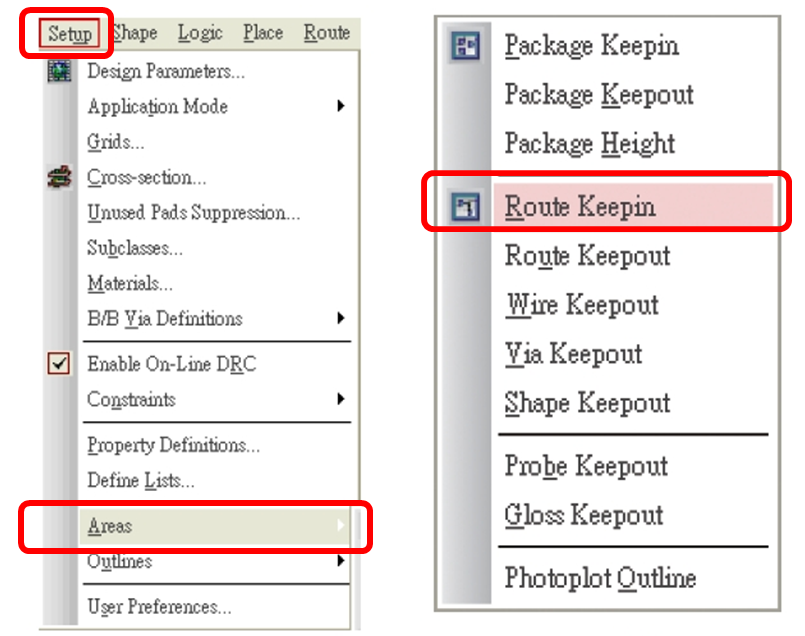 Setup Shape Logic Place Route
Design Parameters...
Application Mode
Grids...
Cross-section...
Unused Pads Suppression...
Subclasses...
Materials...
B/B Via Definitions
Enable On-Line DRC
Constraints
Property Definitions...
Define Lists...
Areas
Outlines
User Preferences...
Package Keepin
Package Keepout
Package Height
Route Keepin
Route Keepout
Wire Keepout
Via Keepout
Shape Keepout
Probe Keepout
Gloss Keepout
Photoplot Outline